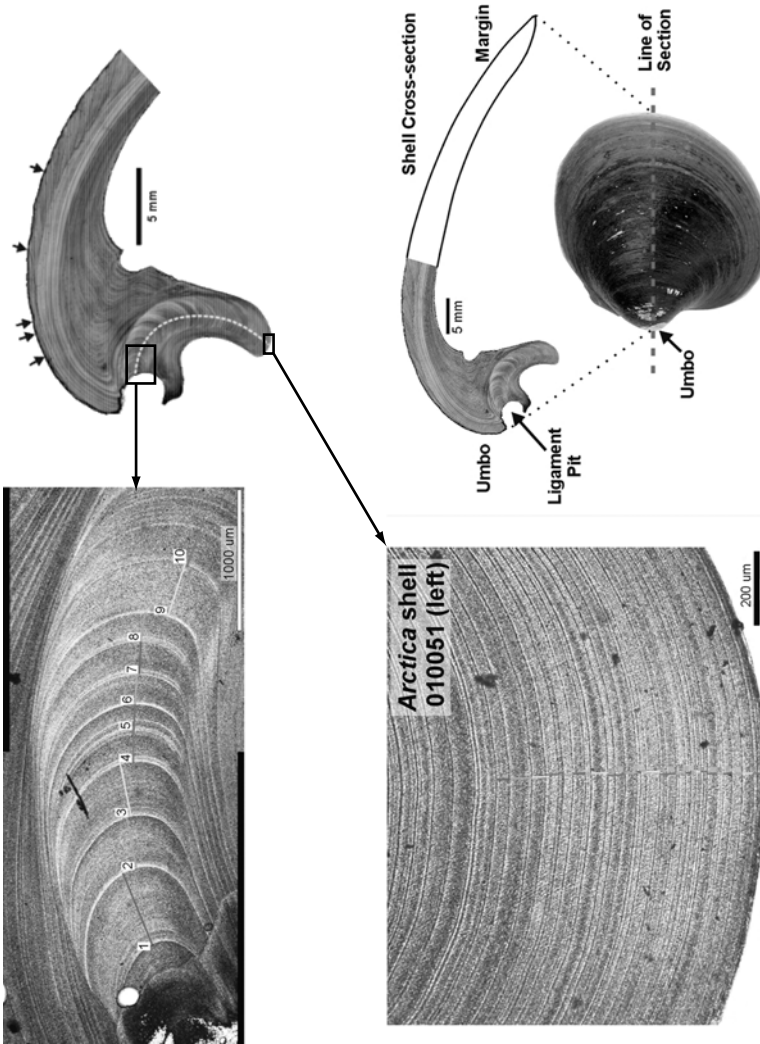 5 mm
10
9
8
7
6
5
4
3
2
1
1000 um
Shell Cross-section
Margin
5 mm
Umbo
Ligament
Pit
Line of
Section
Umbo
Arctica shell
010051 (left)
200 um